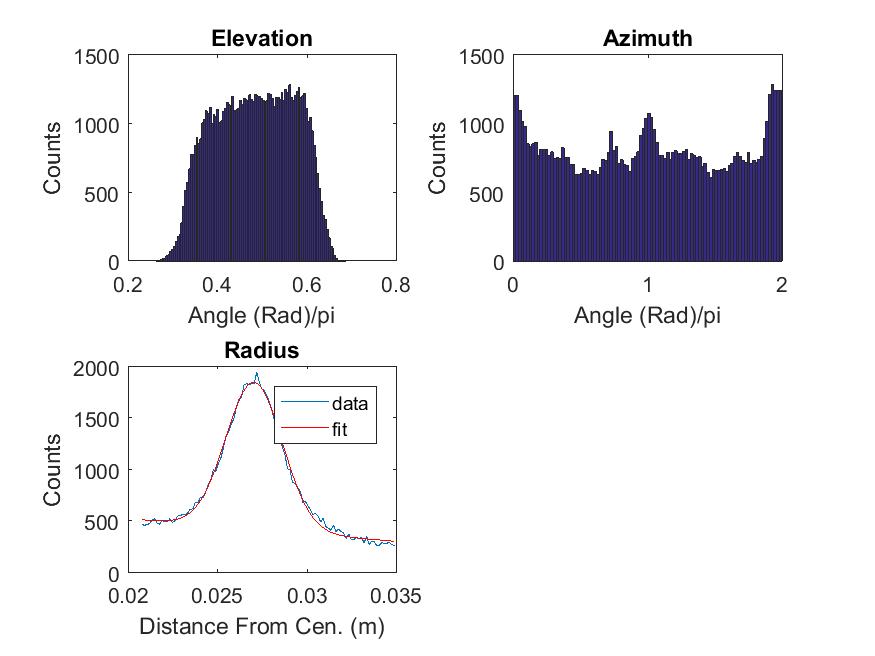 Elevation
1500
1000
500
0
Counts
0.2 0.4 0.6 0.8
Angle (Rad)/pi
Azimuth
1500
1000
500
0
Counts
0 1 2
Angle (Rad)/pi
Radius
2000
1500
1000
500
0
Counts
data
fit
0.02 0.025 0.03 0.035
Distance From Cen. (m)